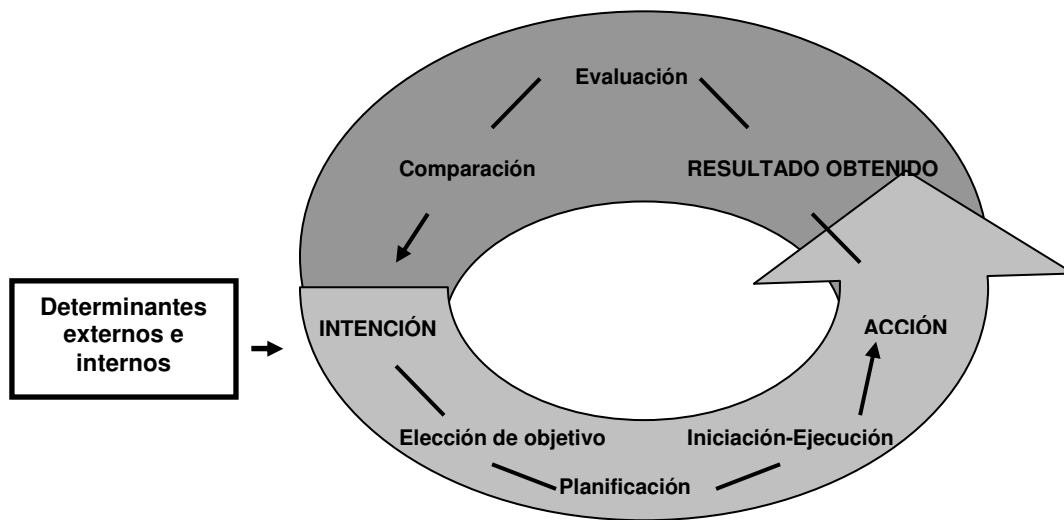 Evaluación
Comparación
RESULTADO OBTENIDO
Determinantes
externos e
internos
INTENCIÓN
ACCIÓN
Elección de objetivo
Iniciación-Ejecución
Planificación